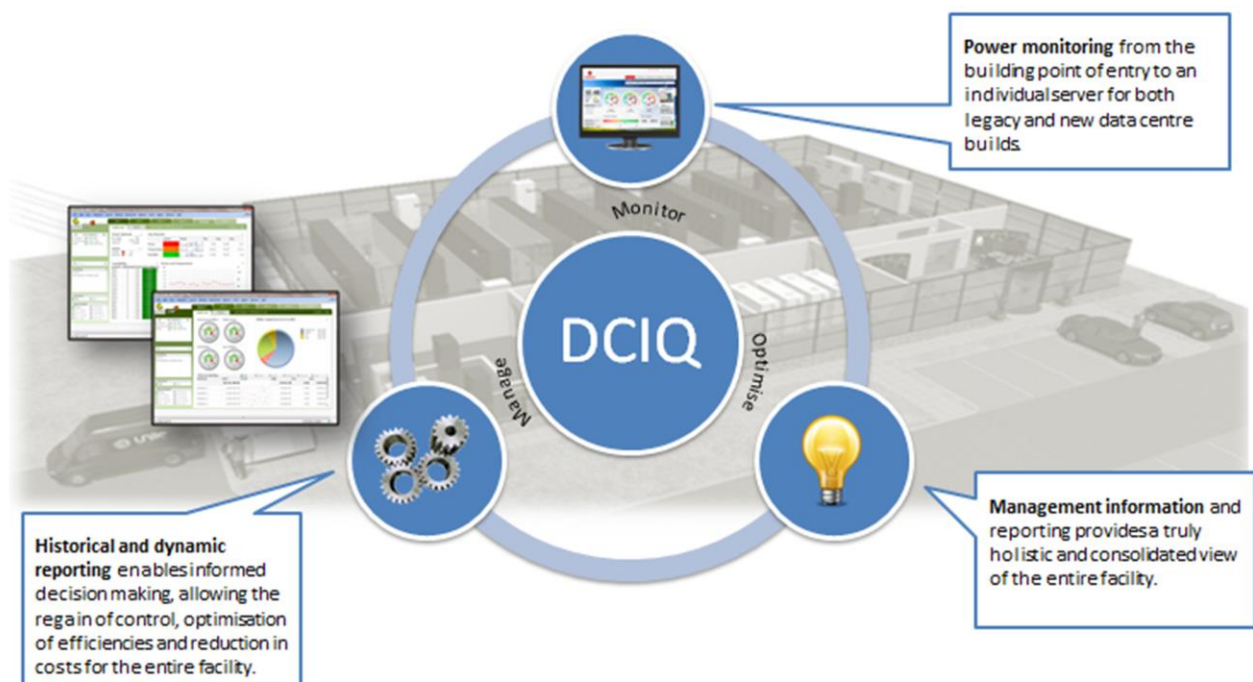 Power monitoring from the
building point of entry to an
individual server for both
legacy and new data centre
builds.
Monitor
DCIQ
Manage
Optimise
Historical and dynamic
reporting enables informed
decision making, allowing the
regain of control, optimisation
of efficiencies and reduction in
costs for the entire facility.
Management information and
reporting provides a truly
holistic and consolidated view
of the entire facility.